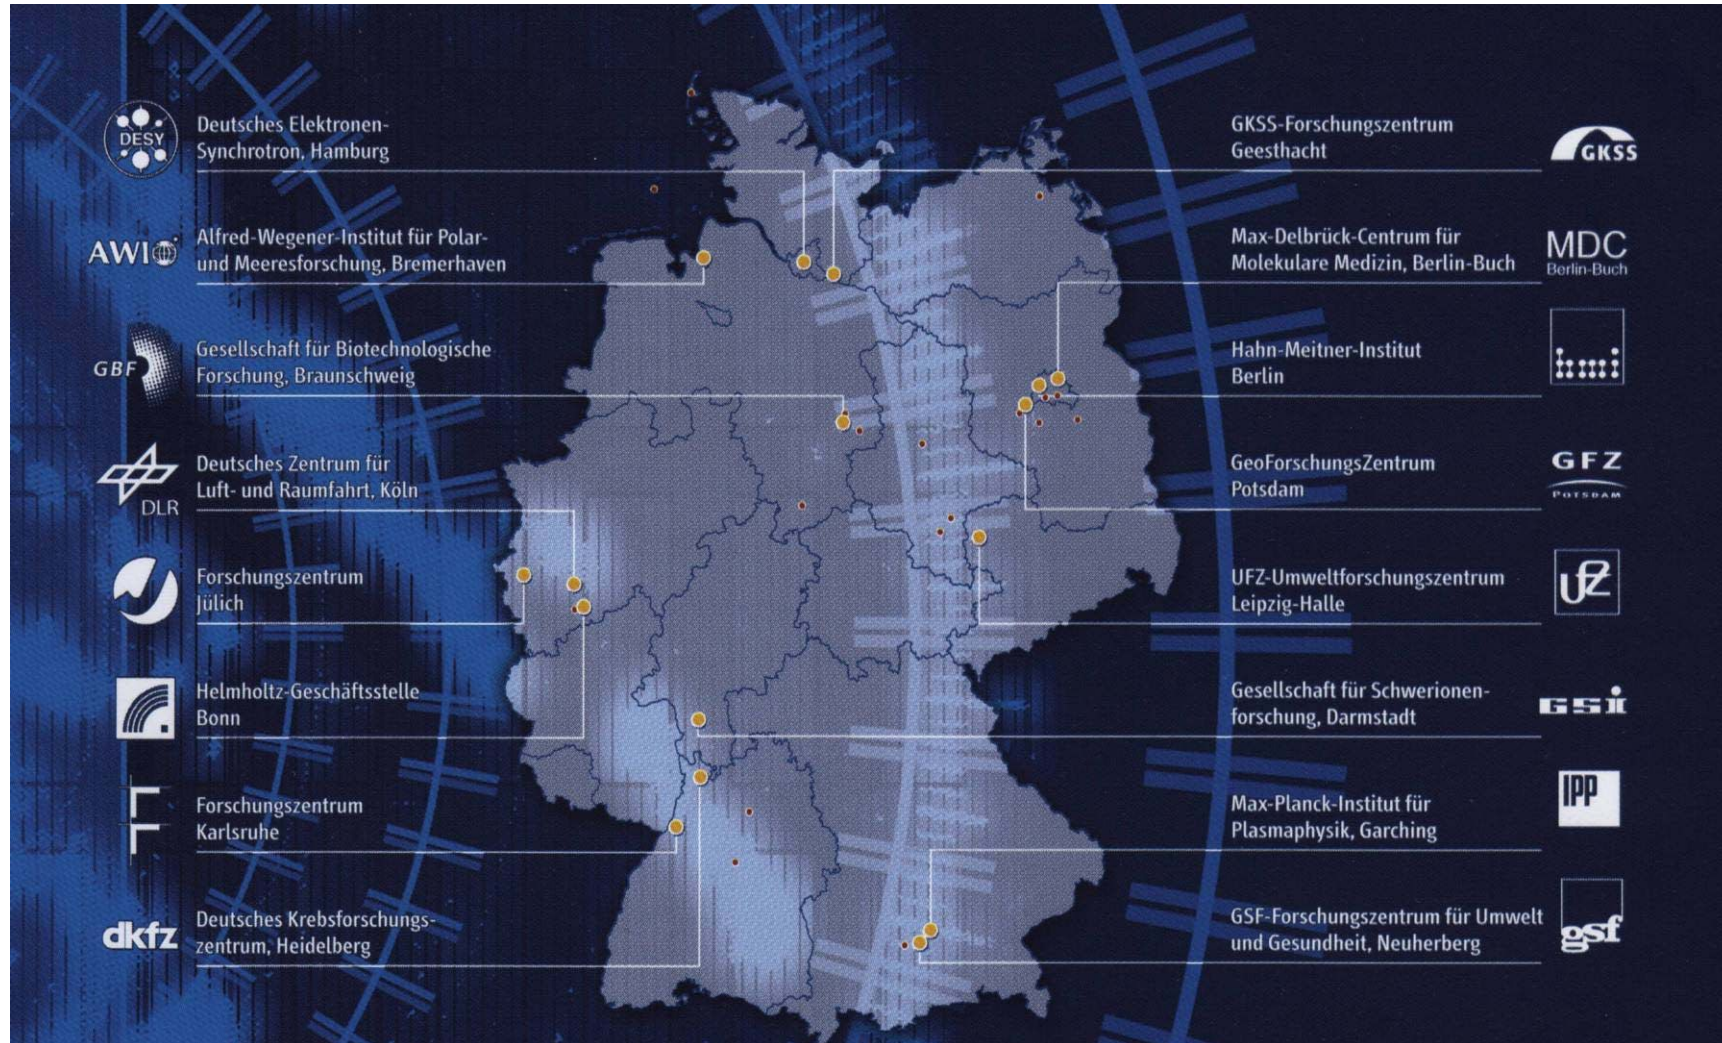 DESY
Deutsches Elektronen-
Synchrotron, Hamburg
AWI
Alfred-Wegener-Institut für Polar-
und Meeresforschung, Bremerhaven
GBF
Gesellschaft für Biotechnologische
Forschung, Braunschweig
DLR
Deutsches Zentrum für
Luft- und Raumfahrt, Köln
Forschungszentrum
Jülich
Helmholtz-Geschäftsstelle
Bonn
Forschungszentrum
Karlsruhe
dkfz
Deutsches Krebsforschungs-
zentrum, Heidelberg
GKSS-Forschungszentrum
Geesthacht
GKSS
Max-Delbrück-Centrum für
Molekulare Medizin, Berlin-Buch
MDC
Berlin-Buch
Hahn-Meitner-Institut
Berlin
GeoForschungsZentrum
Potsdam
GFZ
POTSDAM
UFZ-Umweltforschungszentrum
Leipzig-Halle
UFZ
Gesellschaft für Schwerionen-
forschung, Darmstadt
GSI
Max-Planck-Institut für
Plasmaphysik, Garching
IPP
GSF-Forschungszentrum für Umwelt
und Gesundheit, Neuherberg
gsf